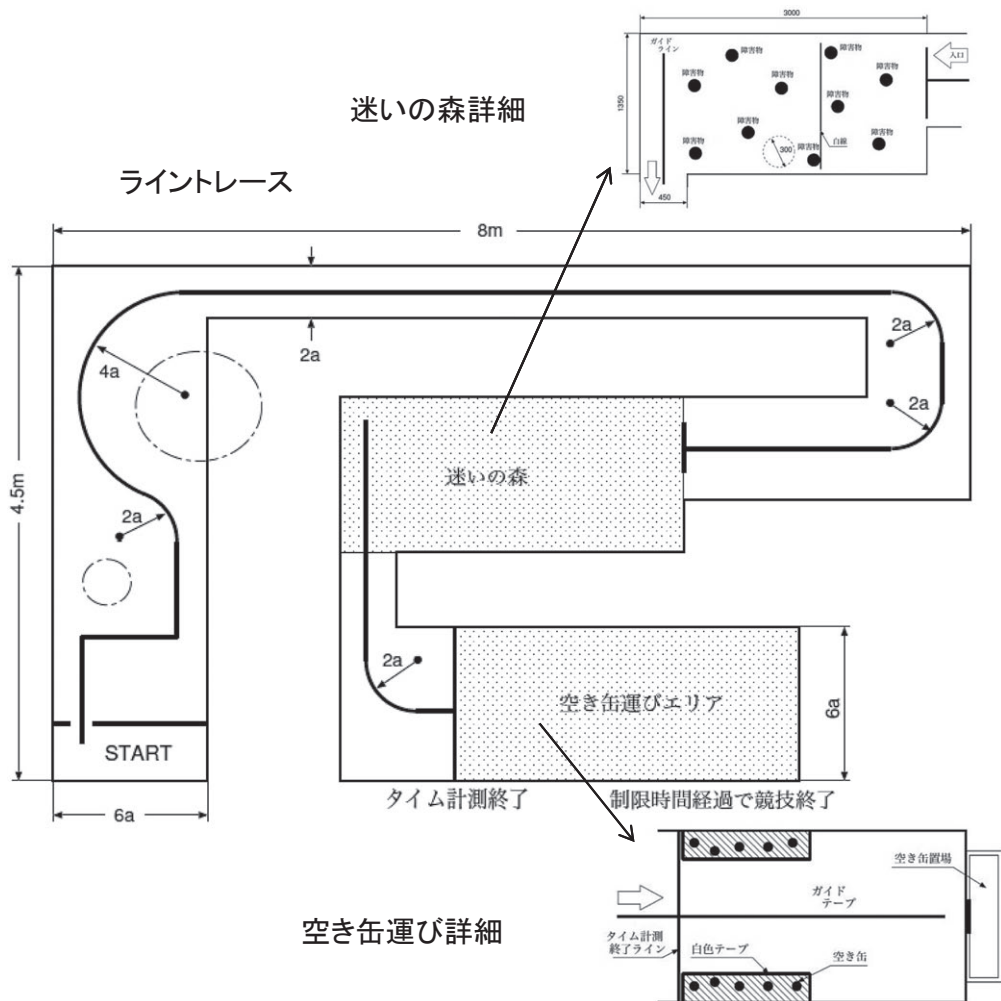 3000
ガイド
ライン
障害物
障害物
障害物
障害物
障害物
入口
1350
障害物
障害物
障害物
障害物
障害物
300
白線
450
迷いの森詳細
ライントレース
8m
2a
4a
2a
2a
2a
4.5m
迷いの森
2a
空き缶運びエリア
6a
START
6a
タイム計測終了
制限時間経過で競技終了
空き缶運び詳細
空き缶置場
ガイド
テープ
タイム計測
終了ライン
白色テープ
空き缶